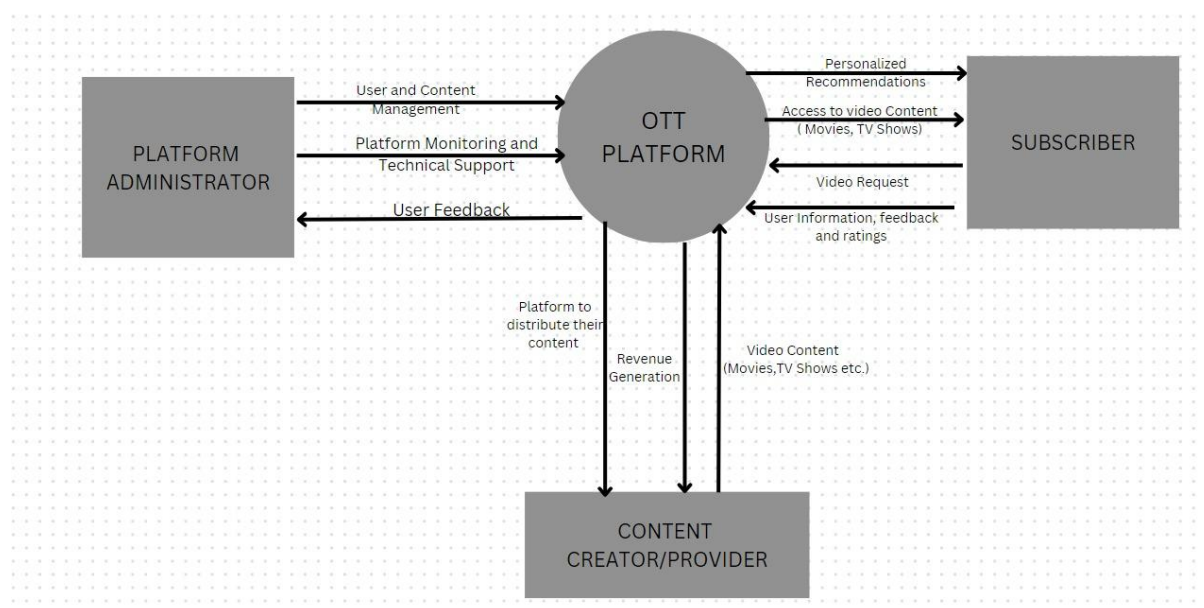 PLATFORM
ADMINISTRATOR
User and Content
Management
Platform Monitoring and
Technical Support
User Feedback
OTT
PLATFORM
Personalized
Recommendations
Access to video Content
( Movies, TV Shows)
Video Request
User Information, feedback
and ratings
SUBSCRIBER
Platform to
distribute their
content
Revenue
Generation
Video Content
(Movies,TV Shows etc.)
CONTENT
CREATOR/PROVIDER